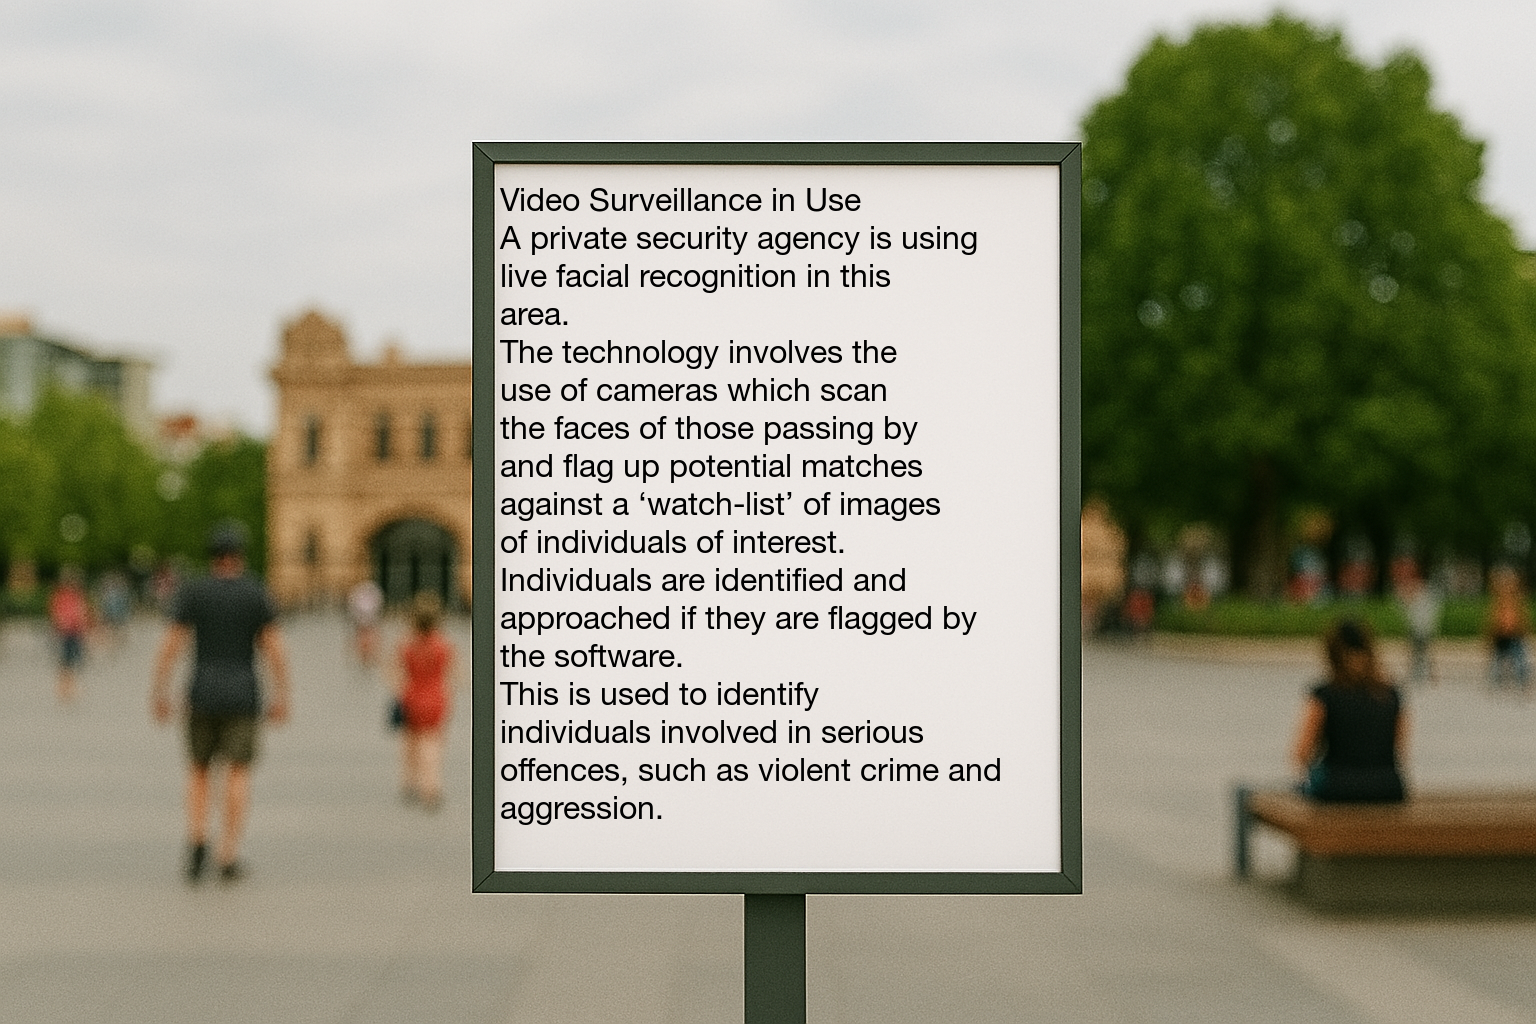 Video Surveillance in Use
A private security agency is using
live facial recognition in this
area.
The technology involves the
use of cameras which scan
the faces of those passing by
and flag up potential matches
against a ‘watch-list’ of images
of individuals of interest.
Individuals are identified and
approached if they are flagged by
the software.
This is used to identify
individuals involved in serious
offences, such as violent crime and
aggression.